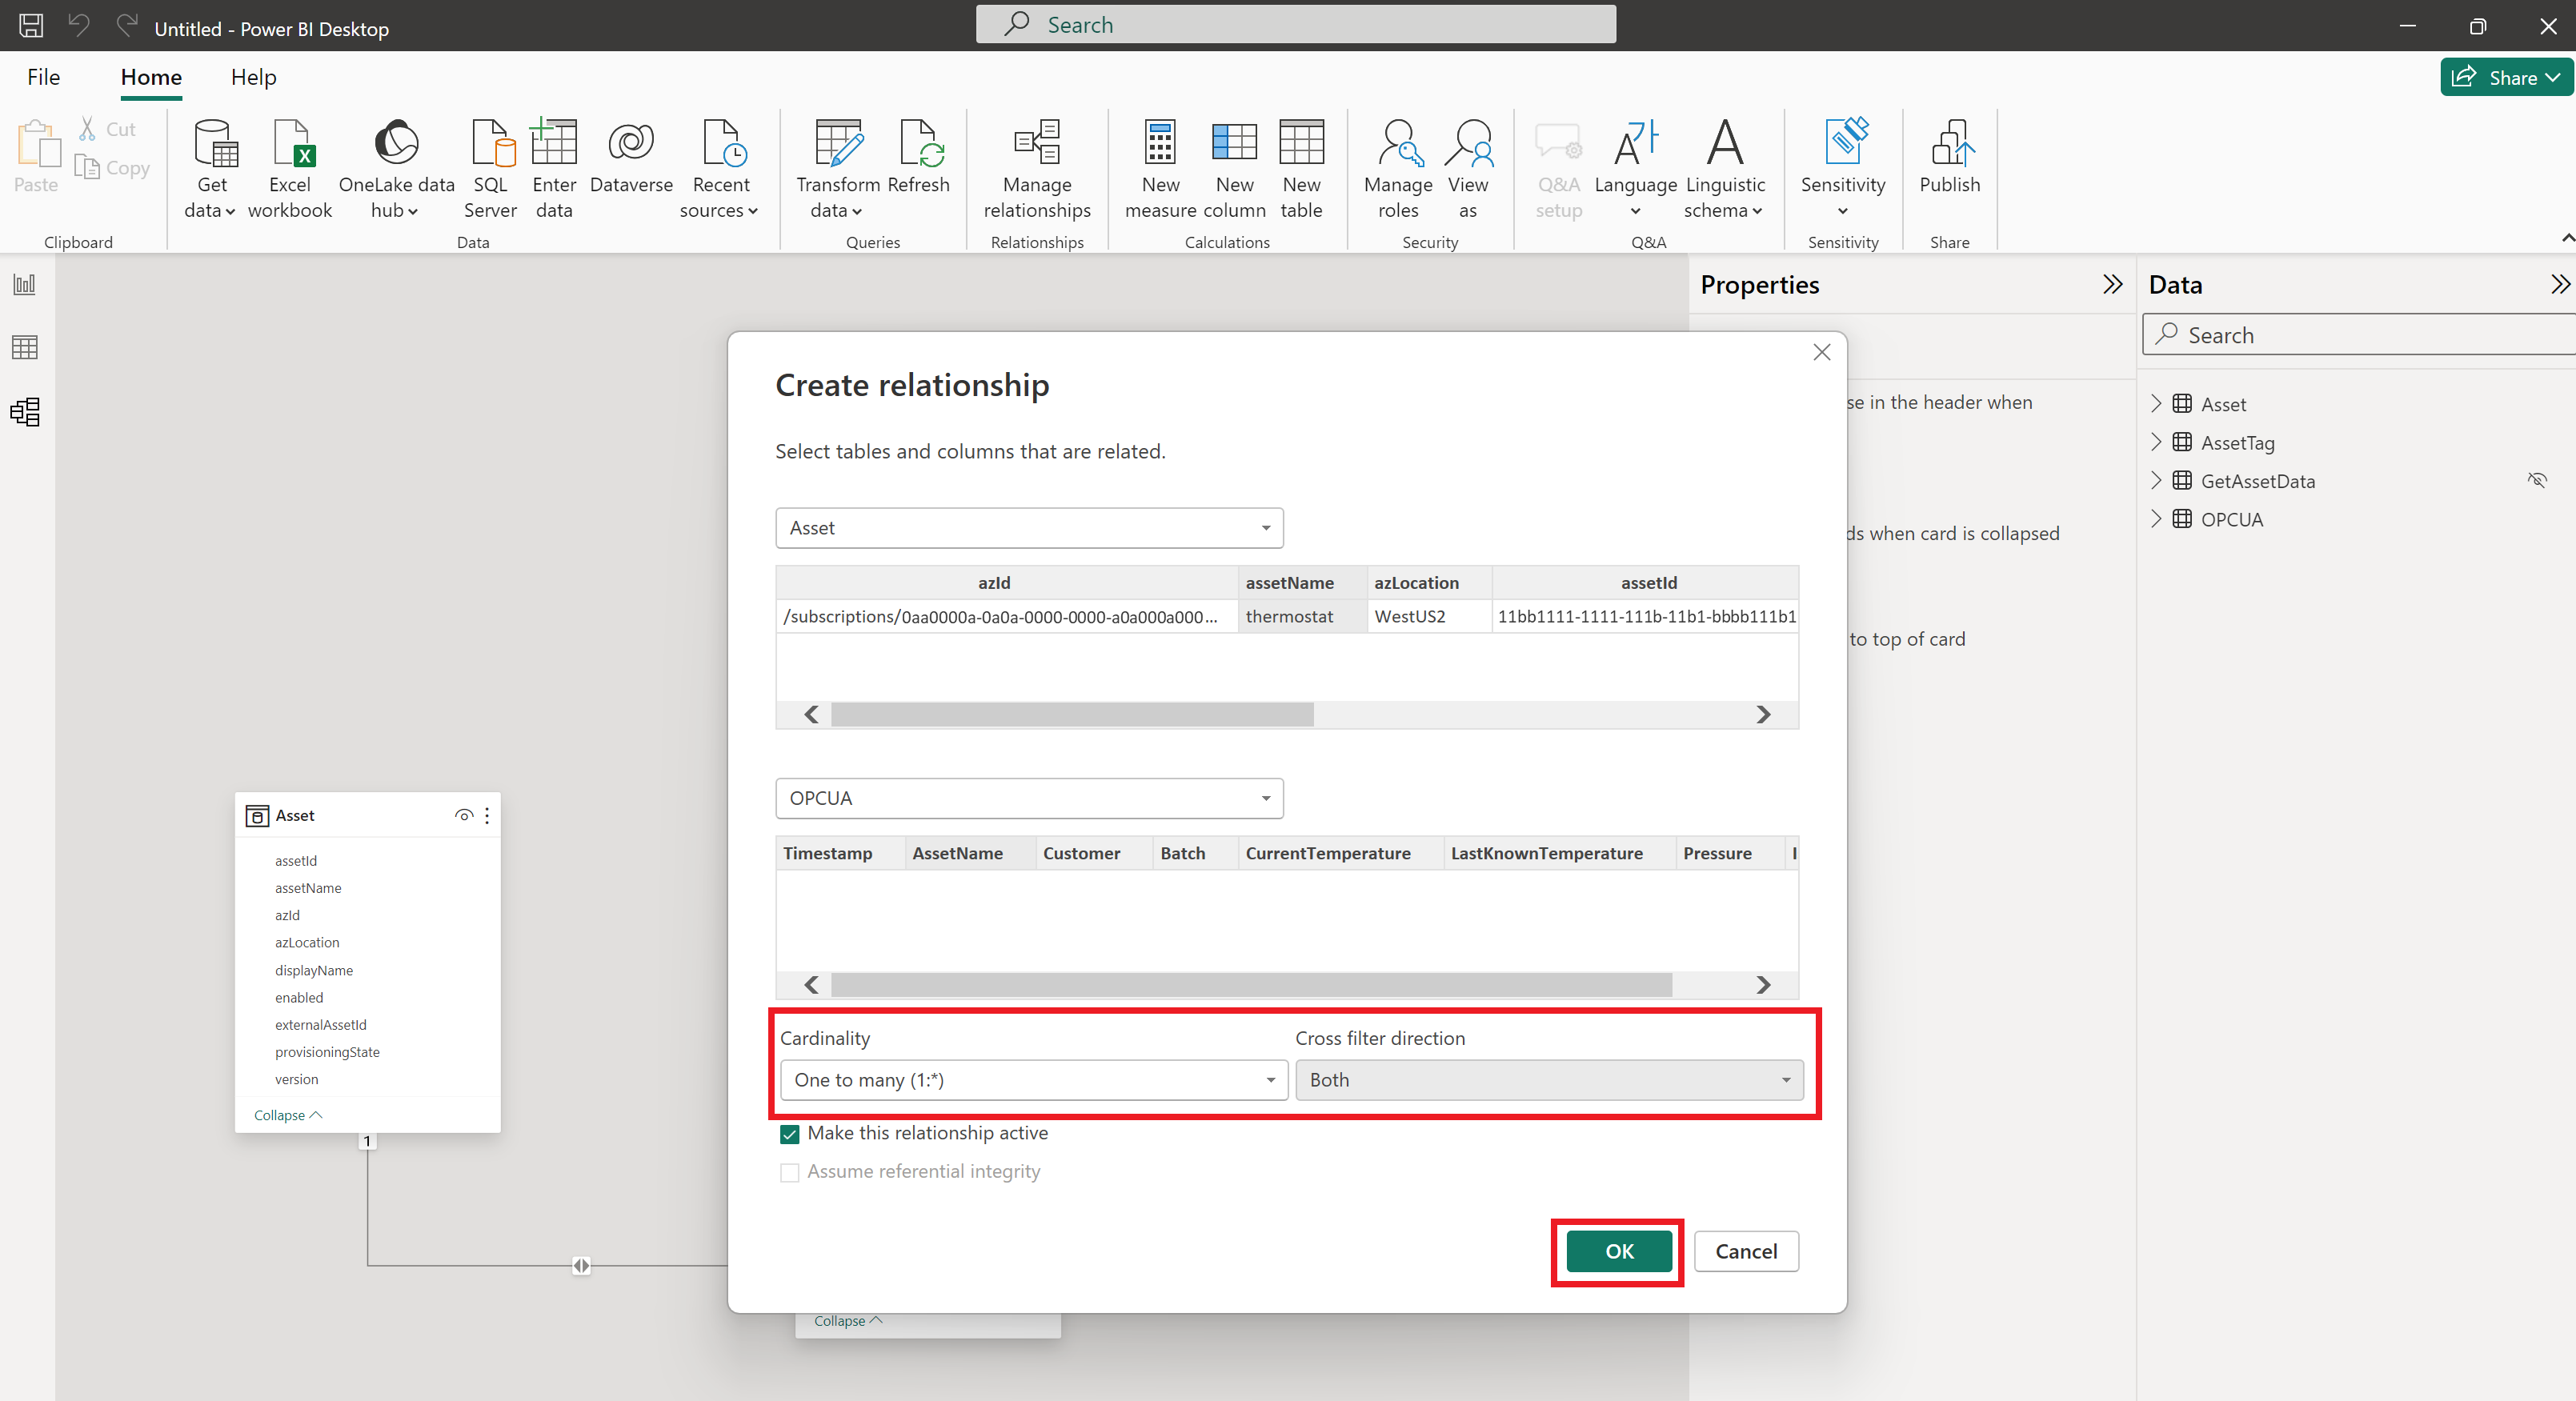 Untitled - Power BI Desktop
Search
File Home Help
Share
Paste
Cut
Copy
Get data
Excel workbook
OneLake data hub
SQL Server
Enter data
Dataverse
Recent sources
Transform data
Refresh
Manage relationships
New measure
New column
New table
Manage roles
View as
Q&A setup
Language
Linguistic schema
Sensitivity
Publish
Clipboard
Data
Queries
Relationships
Calculations
Security
Q&A
Sensitivity
Share
Properties
se in the header when
ds when card is collapsed
to top of card
Data
Search
Asset
AssetTag
GetAssetData
OPCUA
Create relationship
Select tables and columns that are related.
Asset
azId assetName azLocation assetId
/subscriptions/0aa0000a-0a0a-0000-0000-a0a000a000... thermostat WestUS2 11bb1111-1111-111b-11b1-bbbb111b1
OPCUA
Timestamp AssetName Customer Batch CurrentTemperature LastKnownTemperature Pressure
Cardinality Cross filter direction
One to many (1:*) Both
Make this relationship active
Assume referential integrity
OK Cancel
Asset
assetId
assetName
azId
azLocation
displayName
enabled
externalAssetId
provisioningState
version
Collapse
1
Collapse